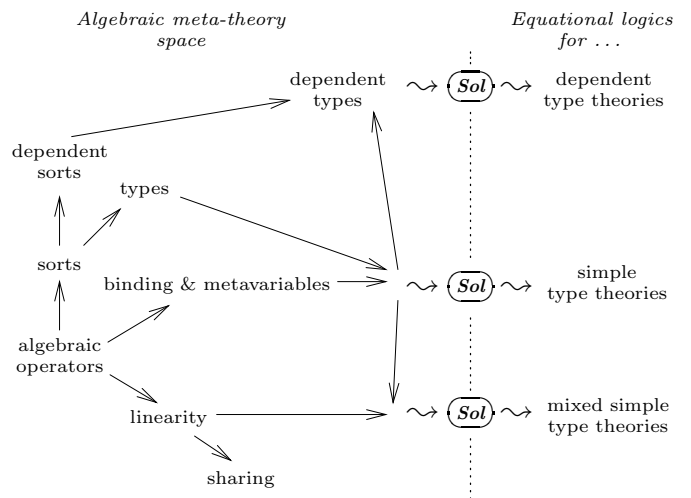 Algebraic meta-theory
space
Equational logics
for ...
dependent
types
Sol
dependent
type theories
dependent
sorts
types
sorts
binding & metavariables
Sol
simple
type theories
algebraic
operators
linearity
Sol
mixed simple
type theories
sharing